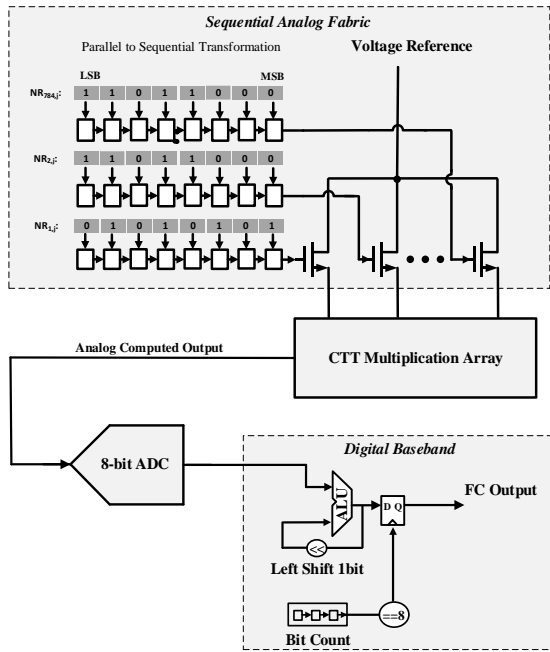 Sequential Analog Fabric
Parallel to Sequential Transformation
Voltage Reference
LSB
MSB
NR784,j:
1 1 0 1 1 0 0 0
NR2,j:
1 1 0 1 1 0 0 0
NR1,j:
0 1 0 1 0 1 0 1
CTT Multiplication Array
Analog Computed Output
8-bit ADC
Digital Baseband
ALU
D Q
FC Output
<<
Left Shift 1bit
==8
Bit Count